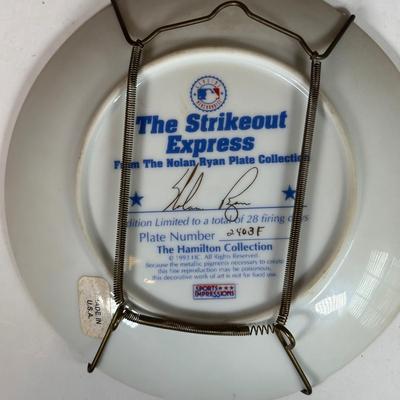 The Strikeout
Express
From The Nolan Ryan Plate Collection
Nolan Ryan
Edition Limited to a total of 28 firing days
Plate Number 2403F
The Hamilton Collection
© 1993 HC. All Rights Reserved.
Because the metallic pigments necessary to create
this fine reproduction may be poisonous,
this decorative work of art is not for food use.
SPORTS
IMPRESSIONS
MADE IN
U.S.A.